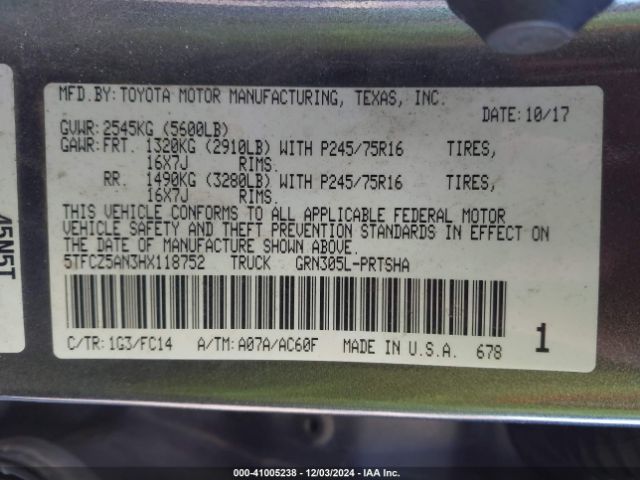 MFD.BY:TOYOTA MOTOR MANUFACTURING, TEXAS, INC.
DATE:10/17
GVWR:2545KG (5600LB)
GAWR:FRT. 1320KG (2910LB) WITH P245/75R16 TIRES,
16X7J RIMS.
RR. 1490KG (3280LB) WITH P245/75R16 TIRES,
16X7J RIMS.
THIS VEHICLE CONFORMS TO ALL APPLICABLE FEDERAL MOTOR
VEHICLE SAFETY AND THEFT PREVENTION STANDARDS IN EFFECT ON
THE DATE OF MANUFACTURE SHOWN ABOVE.
5TFCZ5AN3HX118752 TRUCK GRN305L-PRTSHA
C/TR:1G3/FC14 A/TM:A07A/AC60F MADE IN U.S.A. 678 1
45N5T
000-41005238 - 12/03/2024 - PRTAKE